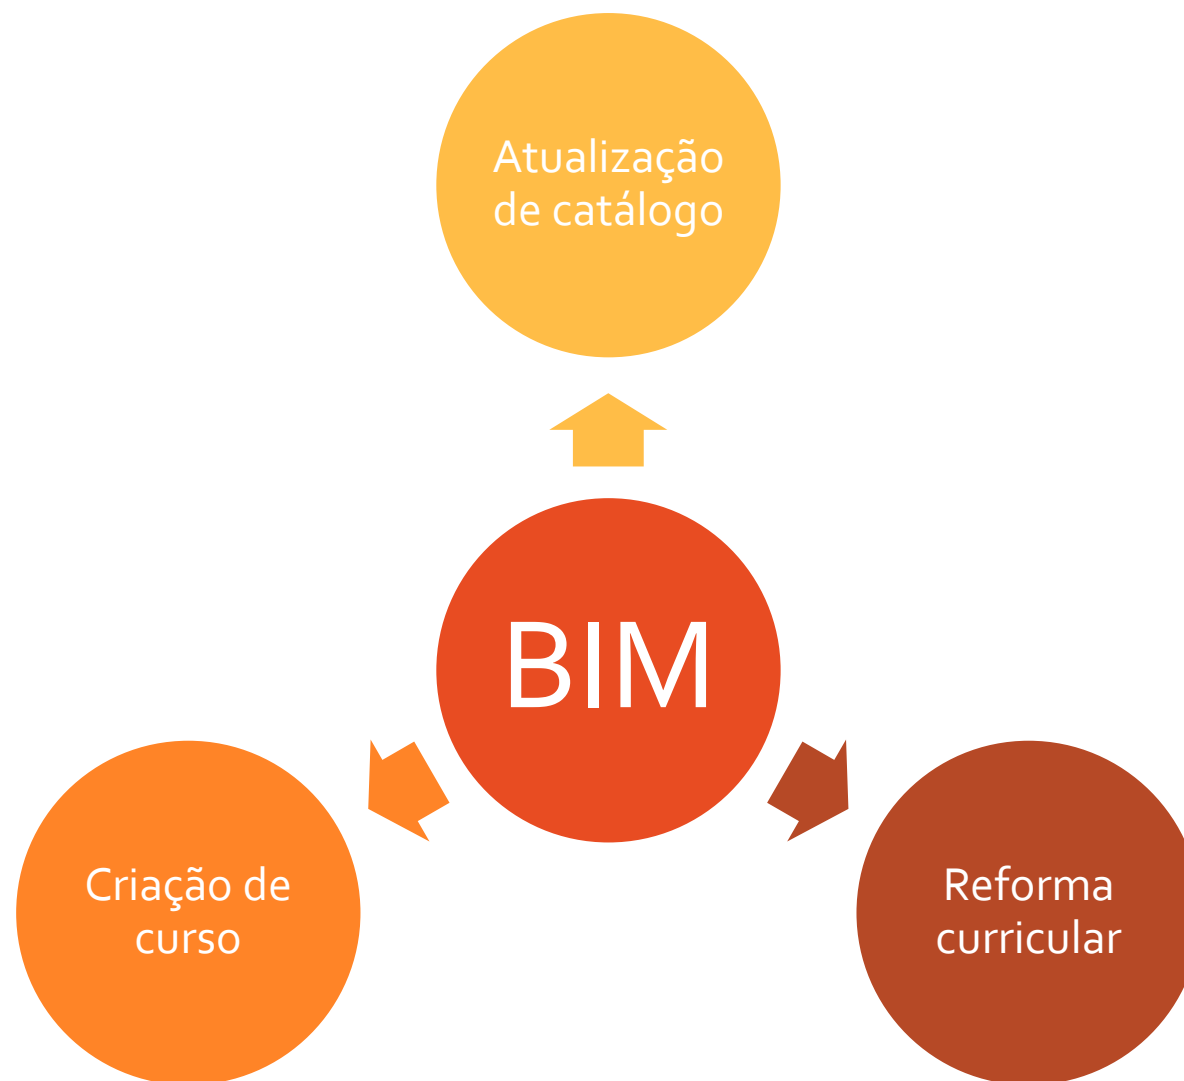 Atualização
de catálogo
BIM
Criação de
curso
Reforma
curricular